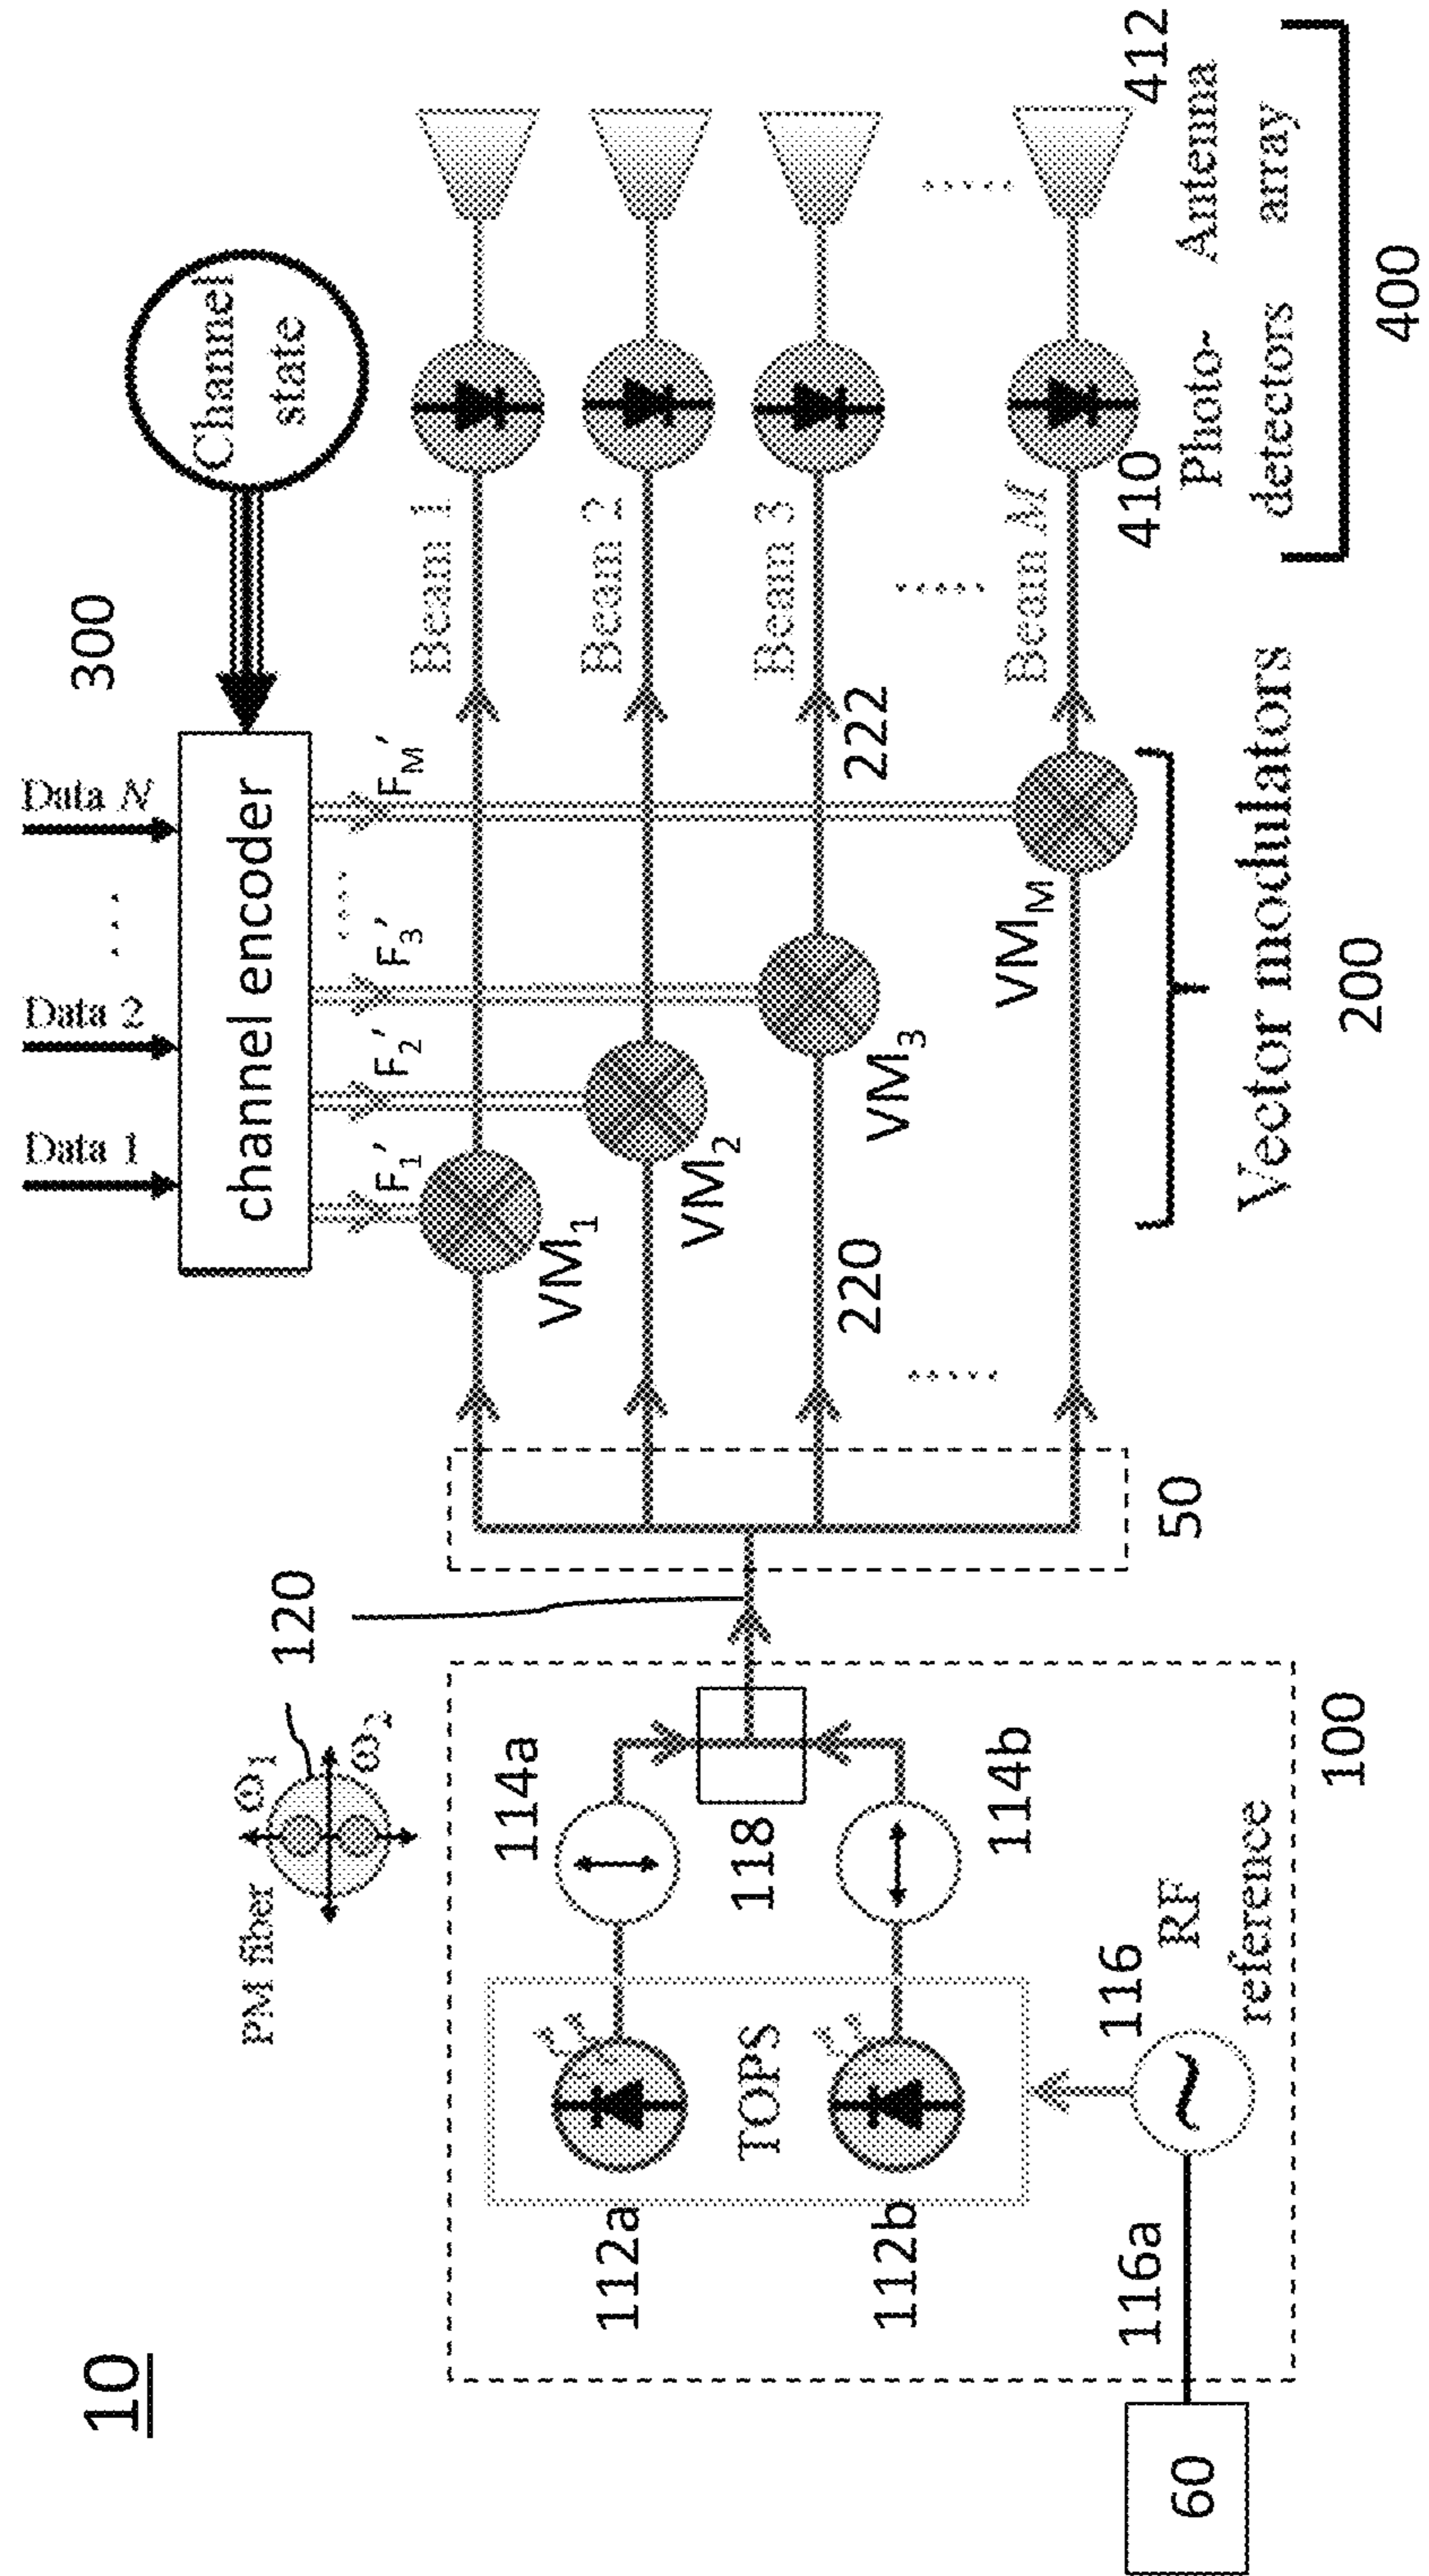 10
300
Data 1
Data 2
. . .
Data N
channel encoder
Channel
state
F1'
F2'
F3'
.....
FM'
PM fiber
ω1
ω2
120
112a
TOPS
112b
114a
118
114b
116
116a
RF
reference
60
100
50
VM1
VM2
VM3
VMM
220
222
.....
Beam 1
Beam 2
Beam 3
.....
Beam M
.....
410
412
Photo-
detectors
Antenna
array
400
Vector modulators
200